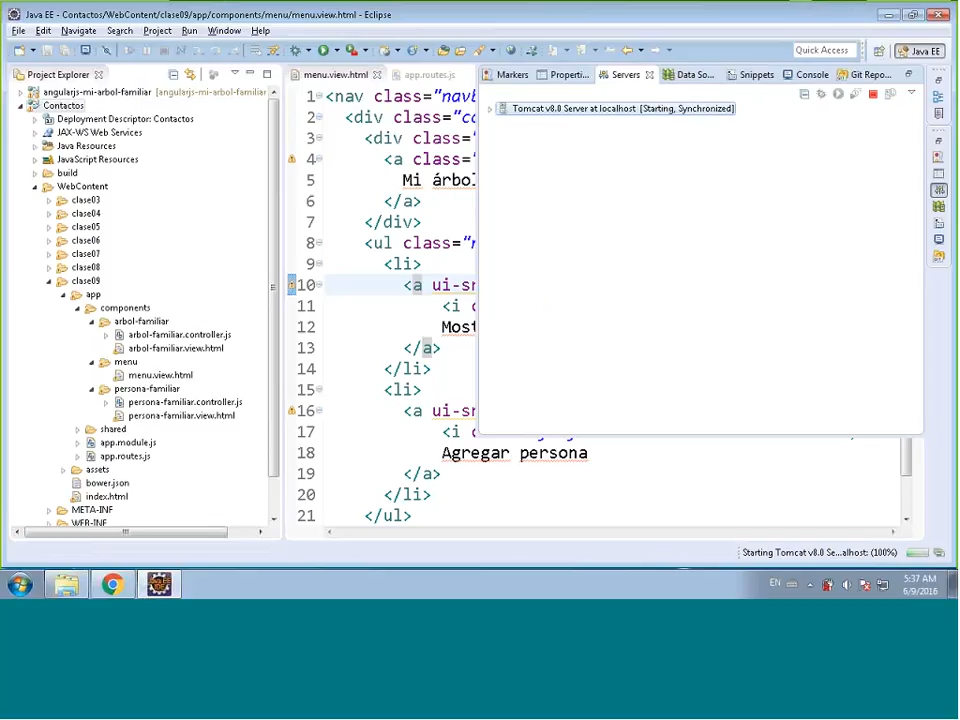 Java EE - Contactos/WebContent/clase09/app/components/menu/menu.view.html - Eclipse
File Edit Navigate Search Project Run Window Help
Quick Access
Java EE
Project Explorer
menu.view.html
app.routes.js
Markers
Properti...
Servers
Data So...
Snippets
Console
Git Repo...
angularjs-mi-arbol-familiar [angularjs-mi-arbol-familiar
Contactos
Deployment Descriptor: Contactos
JAX-WS Web Services
Java Resources
JavaScript Resources
build
WebContent
clase03
clase04
clase05
clase06
clase07
clase08
clase09
app
components
arbol-familiar
arbol-familiar.controller.js
arbol-familiar.view.html
menu
menu.view.html
persona-familiar
persona-familiar.controller.js
persona-familiar.view.html
shared
app.module.js
app.routes.js
assets
bower.json
index.html
META-INF
WEB-INF
1 <nav class="navb
2 <div class="co
3 <div class="
4 <a class="
5 Mi árbol
6 </a>
7 </div>
8 <ul class="n
9 <li>
10 <a ui-sr
11 <i c
12 Most
13 </a>
14 </li>
15 <li>
16 <a ui-sr
17 <i c
18 Agregar persona
19 </a>
20 </li>
21 </ul>
Tomcat v8.0 Server at localhost [Starting, Synchronized]
Starting Tomcat v8.0 Se...alhost: (100%)
EN
5:37 AM
6/9/2016